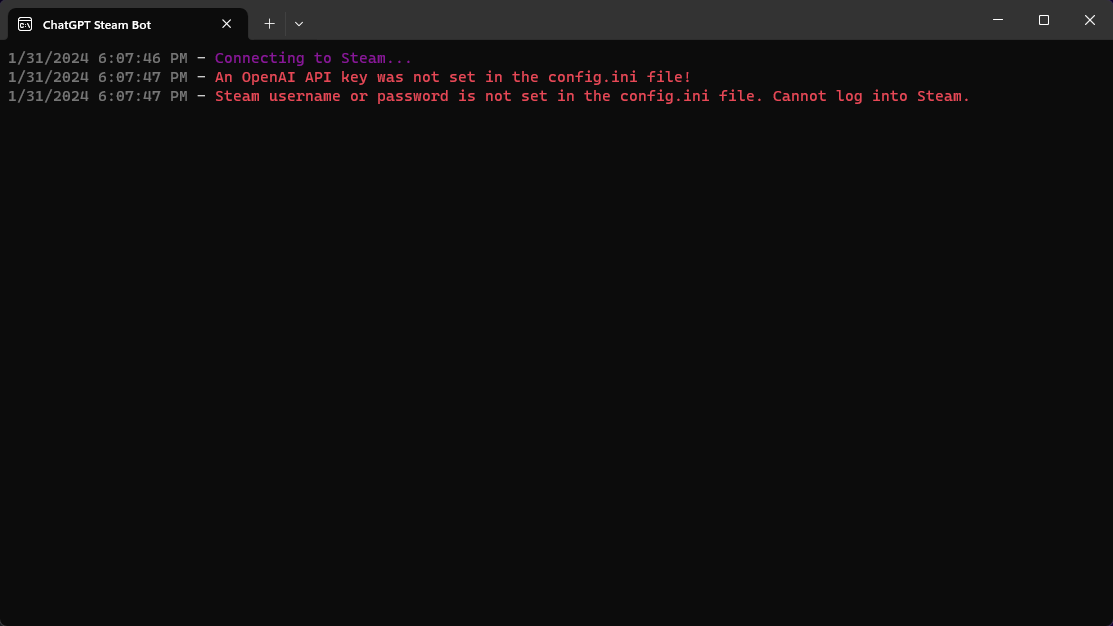 ChatGPT Steam Bot
1/31/2024 6:07:46 PM - Connecting to Steam...
1/31/2024 6:07:47 PM - An OpenAI API key was not set in the config.ini file!
1/31/2024 6:07:47 PM - Steam username or password is not set in the config.ini file. Cannot log into Steam.